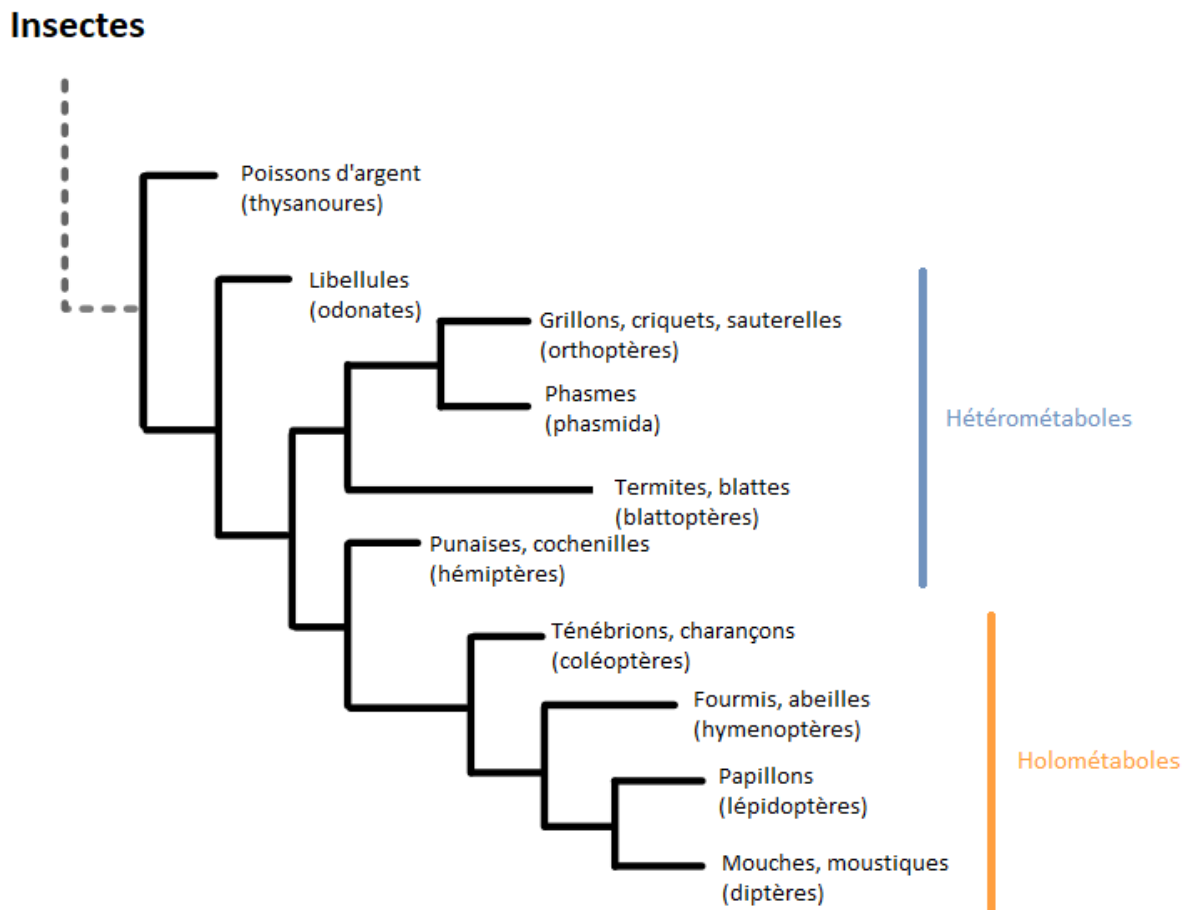 Insectes
Poissons d'argent
(thysanoures)
Libellules
(odonates)
Grillons, criquets, sauterelles
(orthoptères)
Phasmes
(phasmida)
Hétérométaboles
Termites, blattes
(blattoptères)
Punaises, cochenilles
(hémiptères)
Ténébrions, charançons
(coléoptères)
Fourmis, abeilles
(hymenoptères)
Holométaboles
Papillons
(lépidoptères)
Mouches, moustiques
(diptères)